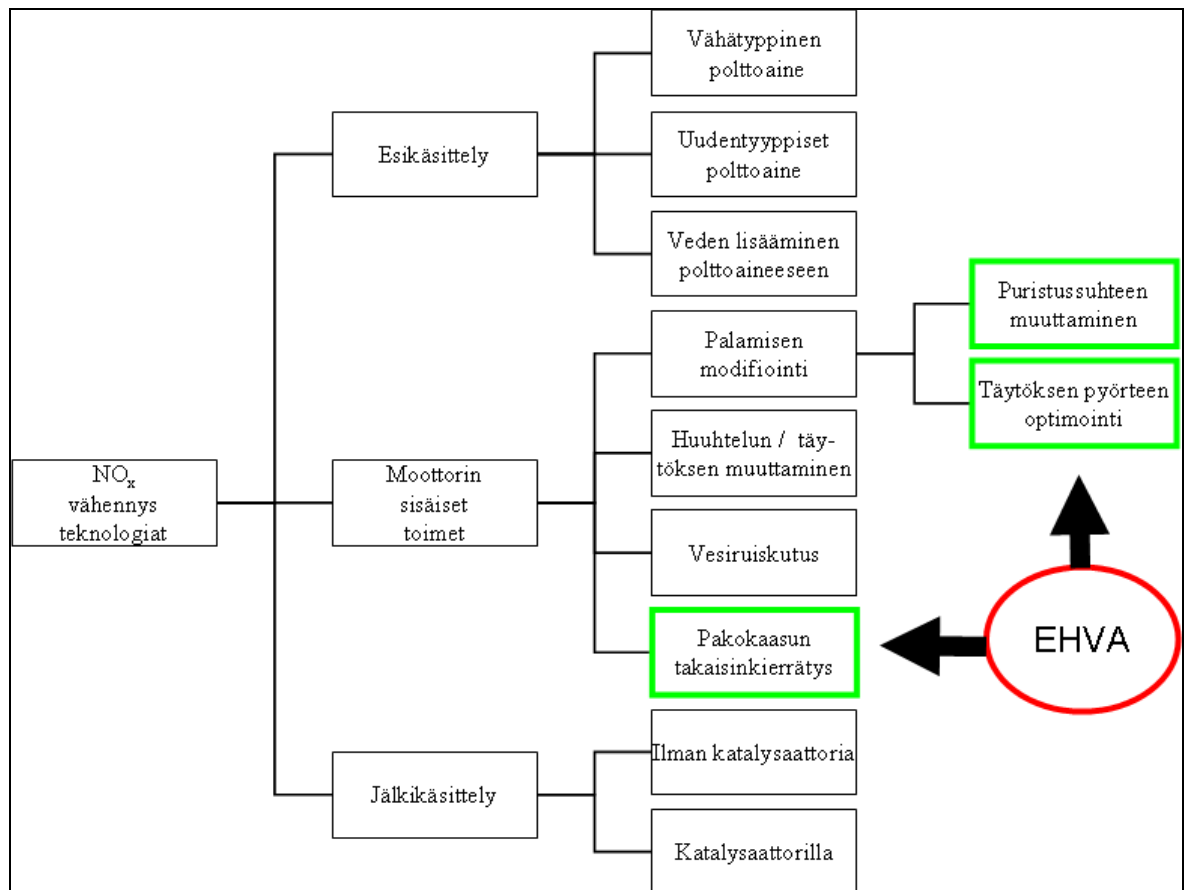 Vähätyppinen
polttoaine
Esikäsittely
Uudentyyppiset
polttoaine
Veden lisääminen
polttoaineeseen
Puristussuhteen
muuttaminen
Palamisen
modifiointi
Täytöksen pyörteen
optimointi
Huuhtelun / täy-
töksen muuttaminen
NOx
vähennys
teknologiat
Moottorin
sisäiset
toimet
Vesiruiskutus
Pakokaasun
takaisinkierrätys
EHVA
Ilman katalysaattoria
Jälkikäsittely
Katalysaattorilla